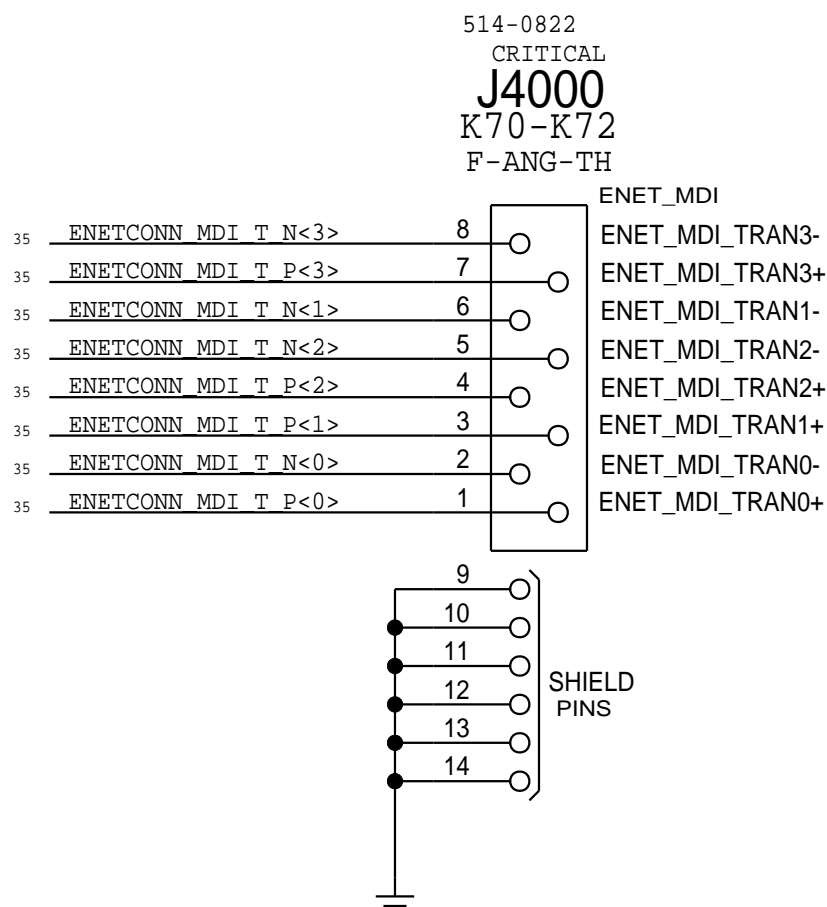 514-0822
CRITICAL
J4000
K70-K72
F-ANG-TH
ENET_MDI
35 ENETCONN_MDI_T_N<3> 8 ENET_MDI_TRAN3-
35 ENETCONN_MDI_T_P<3> 7 ENET_MDI_TRAN3+
35 ENETCONN_MDI_T_N<1> 6 ENET_MDI_TRAN1-
35 ENETCONN_MDI_T_N<2> 5 ENET_MDI_TRAN2-
35 ENETCONN_MDI_T_P<2> 4 ENET_MDI_TRAN2+
35 ENETCONN_MDI_T_P<1> 3 ENET_MDI_TRAN1+
35 ENETCONN_MDI_T_N<0> 2 ENET_MDI_TRAN0-
35 ENETCONN_MDI_T_P<0> 1 ENET_MDI_TRAN0+
9
10
11
12
13
14
SHIELD
PINS